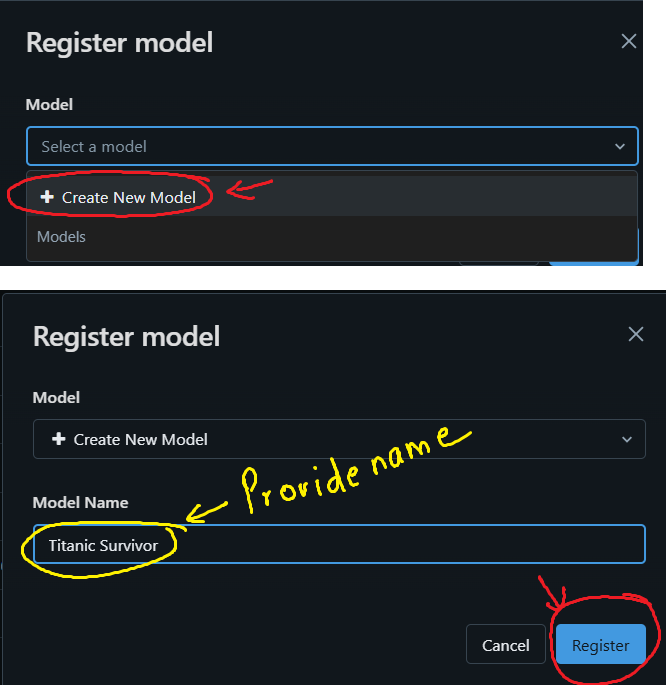 Register model
Model
Select a model
Create New Model
Models
Register model
Model
Create New Model
Provide name
Model Name
Titanic Survivor
Cancel
Register